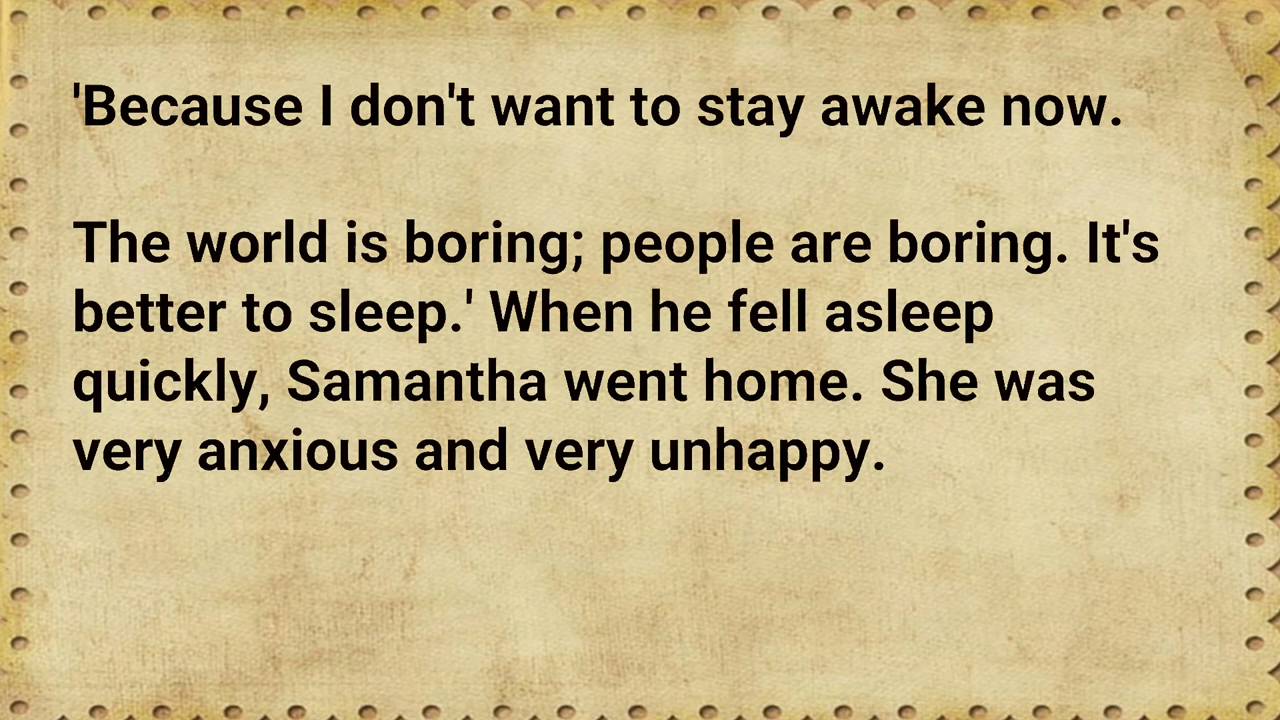 'Because I don't want to stay awake now.
The world is boring; people are boring. It's
better to sleep.' When he fell asleep
quickly, Samantha went home. She was
very anxious and very unhappy.